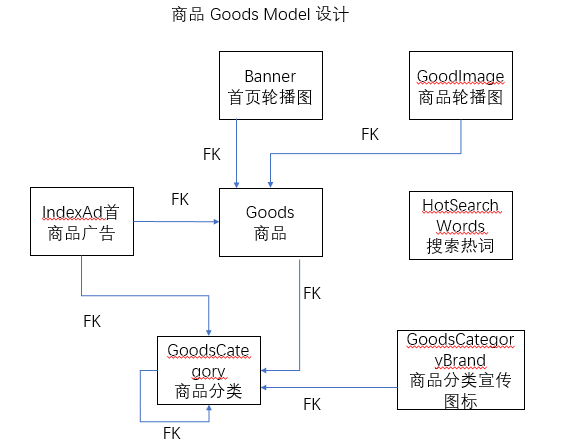 商品 Goods Model 设计
Banner
首页轮播图
GoodImage
商品轮播图
FK
FK
FK
IndexAd首
商品广告
Goods
商品
HotSearch
Words
搜索热词
FK
FK
GoodsCate
gory
商品分类
GoodsCategor
yBrand
商品分类宣传
图标
FK
FK